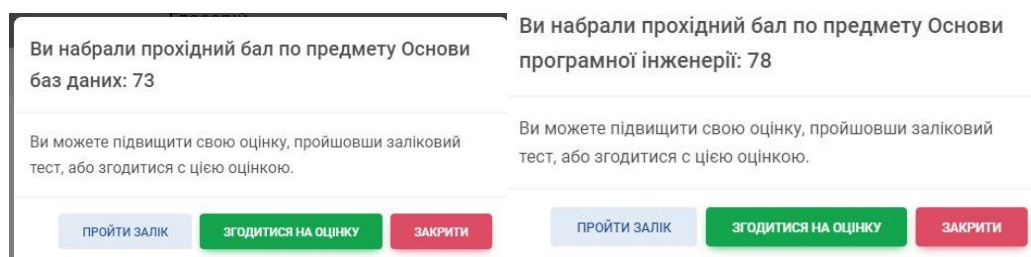 Ви набрали прохідний бал по предмету Основи
баз даних: 73
Ви можете підвищити свою оцінку, пройшовши заліковий
тест, або згодитися с цією оцінкою.
ПРОЙТИ ЗАЛІК ЗГОДИТИСЯ НА ОЦІНКУ ЗАКРИТИ
Ви набрали прохідний бал по предмету Основи
програмної інженерії: 78
Ви можете підвищити свою оцінку, пройшовши заліковий
тест, або згодитися с цією оцінкою.
ПРОЙТИ ЗАЛІК ЗГОДИТИСЯ НА ОЦІНКУ ЗАКРИТИ